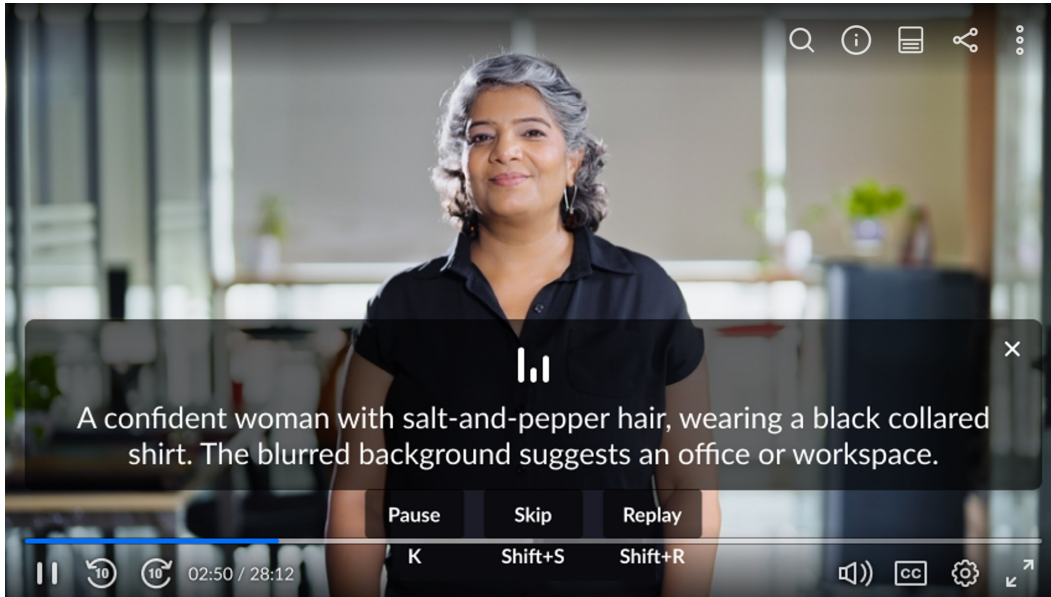 A confident woman with salt-and-pepper hair, wearing a black collared
shirt. The blurred background suggests an office or workspace.
Pause Skip Replay
K Shift+S Shift+R
10 10 02:50 / 28:12 CC